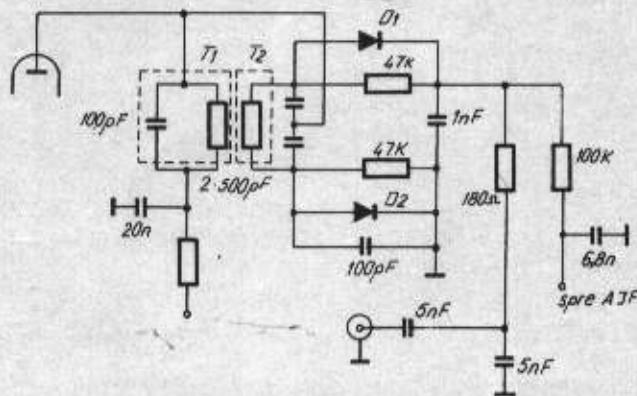 D1
T1
T2
47K
100pF
1nF
47K
2·500pF
100K
180Ω
D2
20n
100pF
6,8n
spre AJF
5nF
5nF